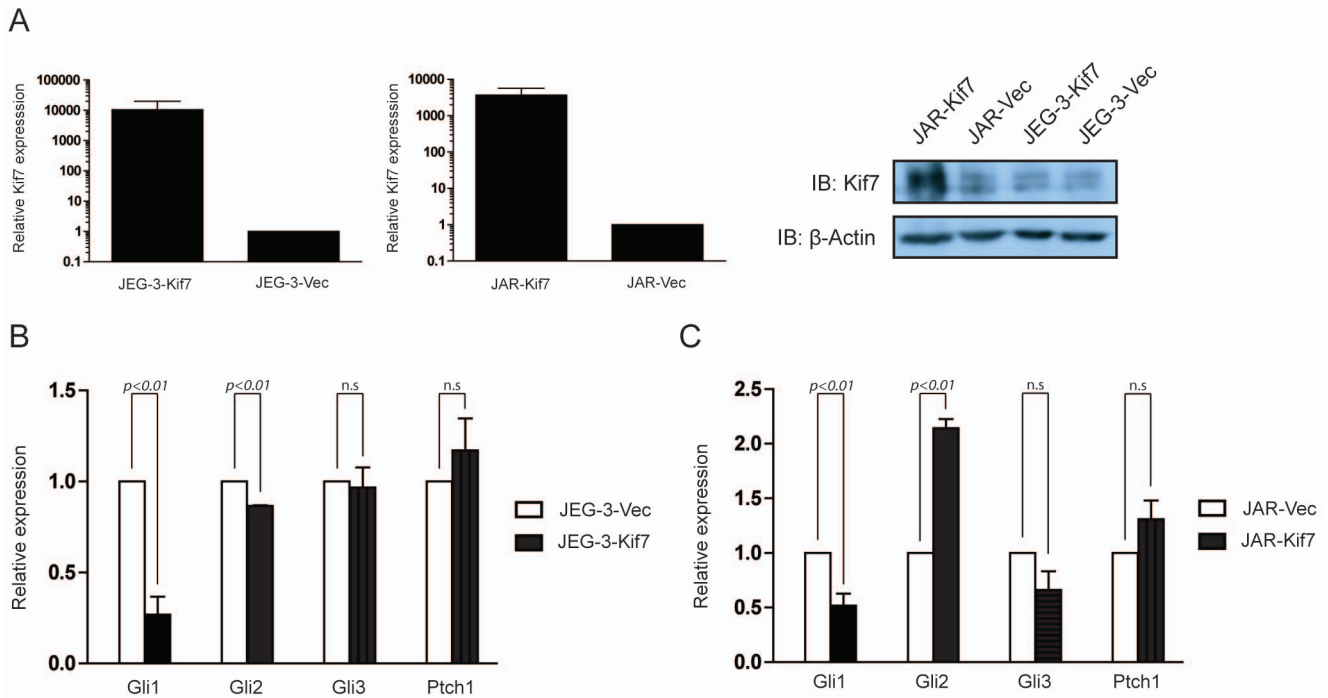 A
Relative Kif7 expresssion
100000
10000
1000
100
10
1
0.1
JEG-3-Kif7
JEG-3-Vec
Relative Kif7 expression
10000
1000
100
10
1
0.1
JAR-Kif7
JAR-Vec
JAR-Kif7
JAR-Vec
JEG-3-Kif7
JEG-3-Vec
IB: Kif7
IB: β-Actin
B
Relative expression
1.5
1.0
0.5
0.0
p<0.01
p<0.01
n.s
n.s
Gli1
Gli2
Gli3
Ptch1
JEG-3-Vec
JEG-3-Kif7
C
Relative expression
2.5
2.0
1.5
1.0
0.5
0.0
p<0.01
p<0.01
n.s
n.s
Gli1
Gli2
Gli3
Ptch1
JAR-Vec
JAR-Kif7